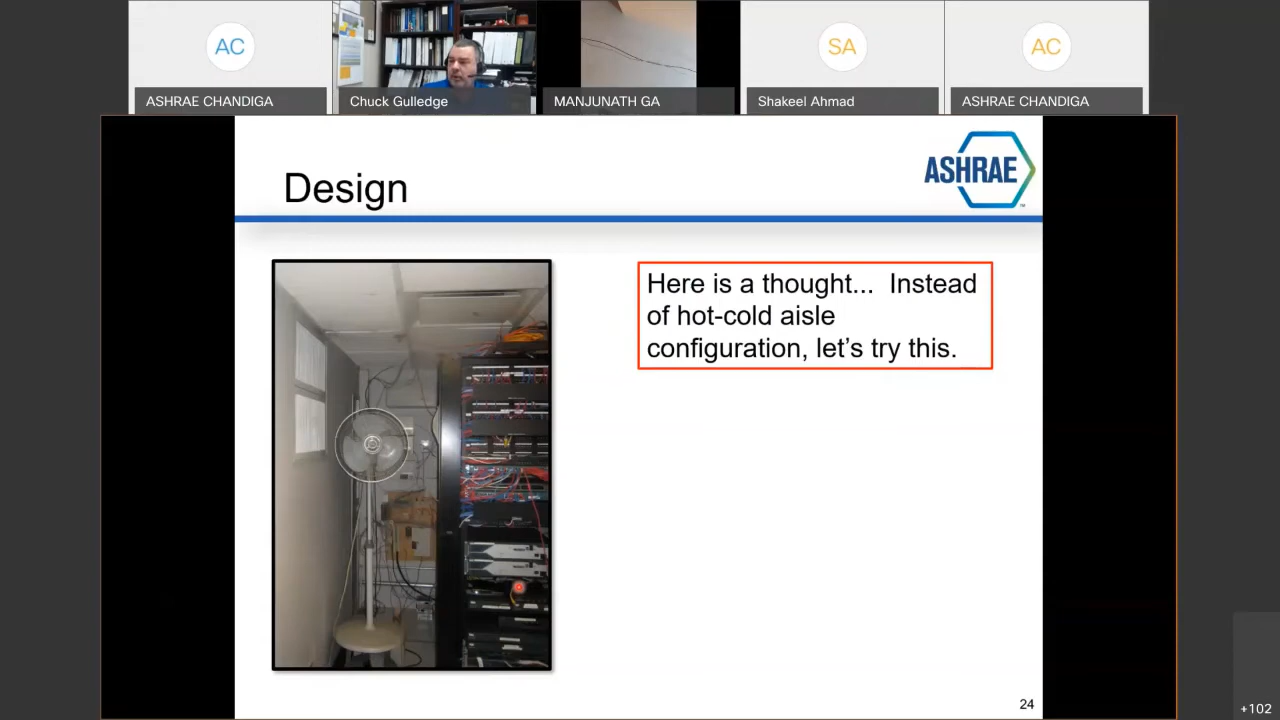 AC
SA
AC
ASHRAE CHANDIGA
Chuck Gulledge
MANJUNATH GA
Shakeel Ahmad
ASHRAE CHANDIGA
Design
ASHRAE
TM
Here is a thought... Instead
of hot-cold aisle
configuration, let’s try this.
24
+102